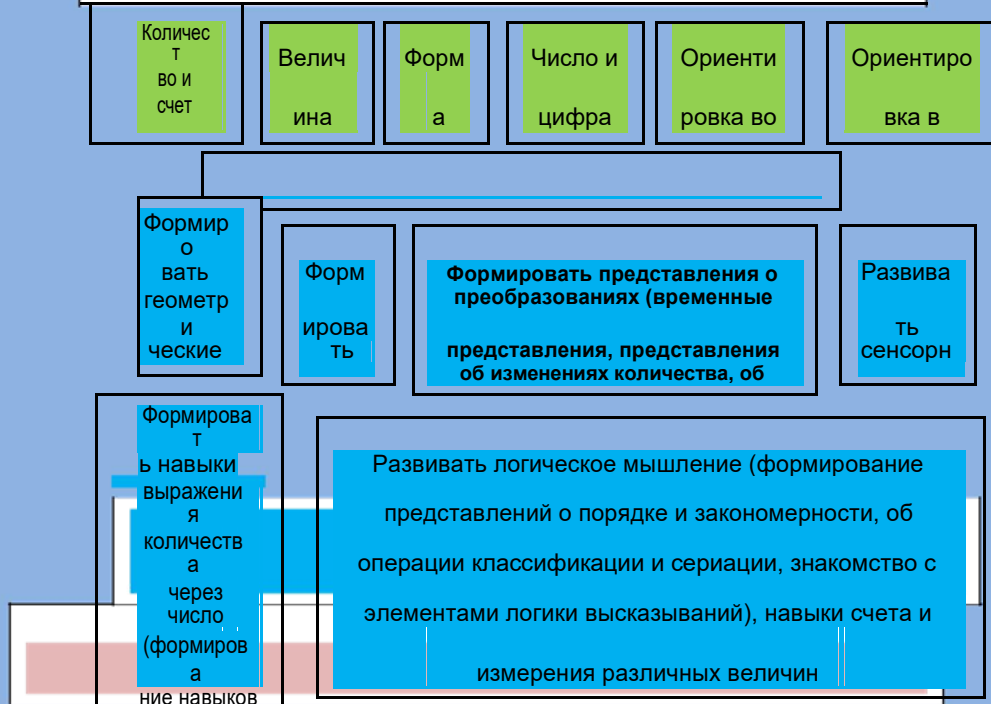 Количес
т
во и
счет
Велич
ина
Форм
а
Число и
цифра
Ориенти
ровка во
Ориентиро
вка в
Формир
о
вать
геометр
и
ческие
Форм
ирова
ть
Формировать представления о
преобразованиях (временные
представления, представления
об изменениях количества, об
Развива
ть
сенсорн
Формироват
ь навыки
выражени
я
количеств
а
через
число
(формиров
а
ние навыков
Развивать логическое мышление (формирование
представлений о порядке и закономерности, об
операции классификации и сериации, знакомство с
элементами логики высказываний), навыки счета и
измерения различных величин